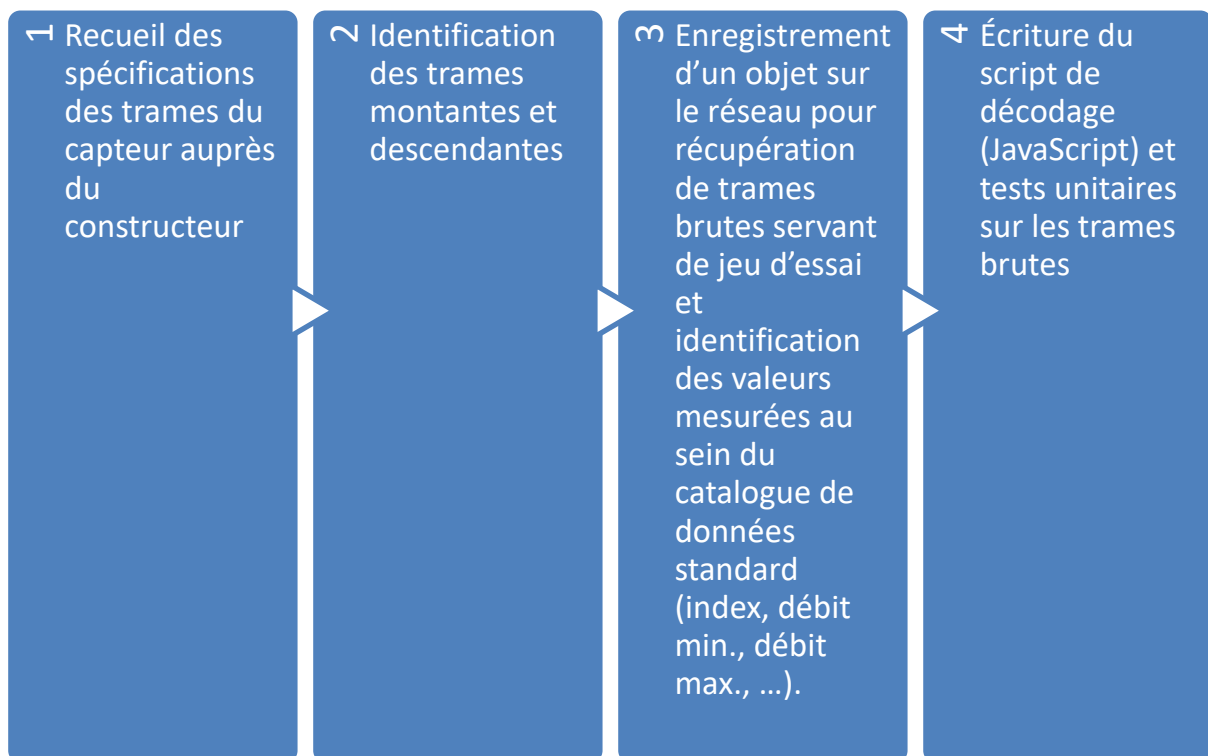 1
Recueil des
spécifications
des trames du
capteur auprès
du
constructeur
2
Identification
des trames
montantes et
descendantes
3
Enregistrement
d'un objet sur
le réseau pour
récupération
de trames
brutes servant
de jeu d'essai
et
identification
des valeurs
mesurées au
sein du
catalogue de
données
standard
(index, débit
min., débit
max., …).
4
Écriture du
script de
décodage
(JavaScript) et
tests unitaires
sur les trames
brutes